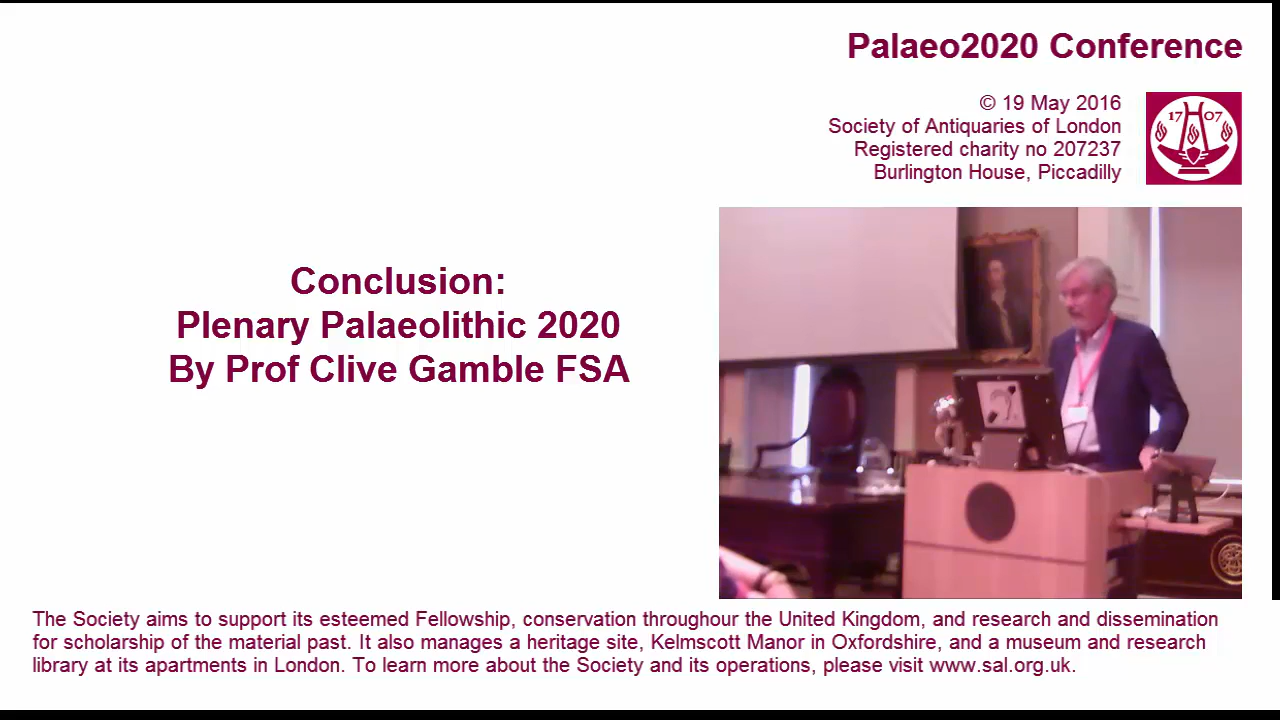 Palaeo2020 Conference
© 19 May 2016
Society of Antiquaries of London
Registered charity no 207237
Burlington House, Piccadilly
17 07
Conclusion:
Plenary Palaeolithic 2020
By Prof Clive Gamble FSA
The Society aims to support its esteemed Fellowship, conservation throughour the United Kingdom, and research and dissemination
for scholarship of the material past. It also manages a heritage site, Kelmscott Manor in Oxfordshire, and a museum and research
library at its apartments in London. To learn more about the Society and its operations, please visit www.sal.org.uk.